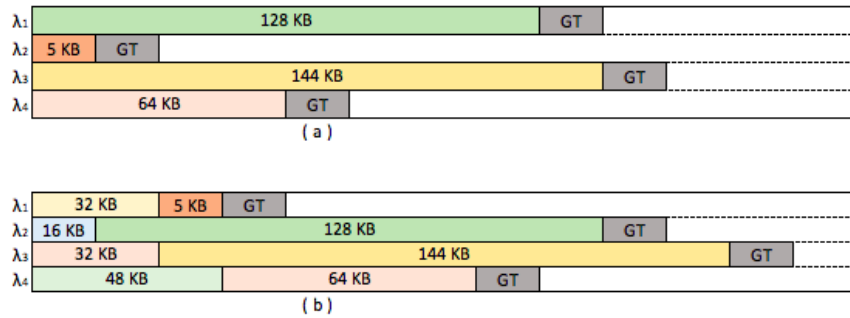 λ1 128 KB GT
λ2 5 KB GT
λ3 144 KB GT
λ4 64 KB GT
( a )
λ1 32 KB 5 KB GT
λ2 16 KB 128 KB GT
λ3 32 KB 144 KB GT
λ4 48 KB 64 KB GT
( b )